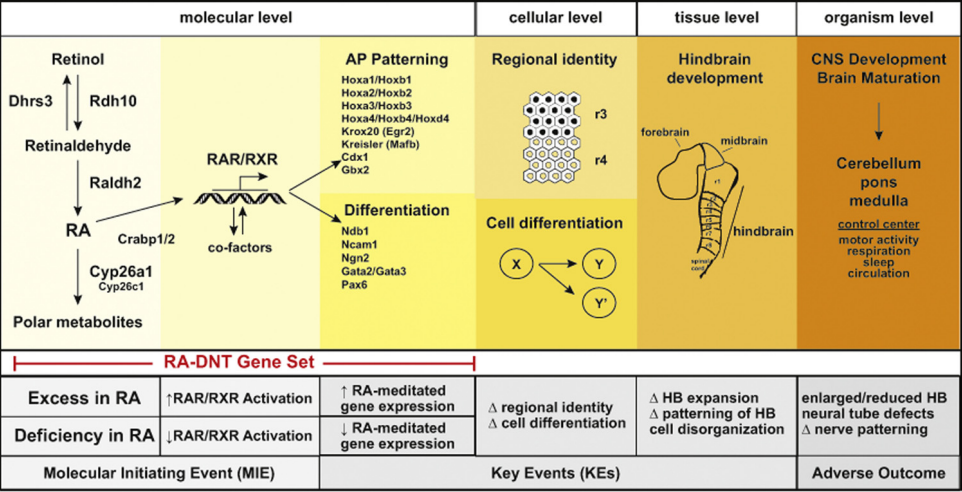 molecular level
cellular level
tissue level
organism level
Retinol
Dhrs3
Rdh10
Retinaldehyde
Raldh2
RA
Crabp1/2
Cyp26a1
Cyp26c1
Polar metabolites
RAR/RXR
co-factors
AP Patterning
Hoxa1/Hoxb1
Hoxa2/Hoxb2
Hoxa3/Hoxb3
Hoxa4/Hoxb4/Hoxd4
Krox20 (Egr2)
Kreisler (Mafb)
Cdx1
Gbx2
Differentiation
Ndb1
Ncam1
Ngn2
Gata2/Gata3
Pax6
Regional identity
r3
r4
Cell differentiation
X
Y
Y'
Hindbrain
development
forebrain
midbrain
r1
hindbrain
spinal
cord
CNS Development
Brain Maturation
Cerebellum
pons
medulla
control center
motor activity
respiration
sleep
circulation
RA-DNT Gene Set
Excess in RA
↑RAR/RXR Activation
↑ RA-meditated
gene expression
Deficiency in RA
↓RAR/RXR Activation
↓ RA-meditated
gene expression
Δ regional identity
Δ cell differentiation
Δ HB expansion
Δ patterning of HB
cell disorganization
enlarged/reduced HB
neural tube defects
Δ nerve patterning
Molecular Initiating Event (MIE)
Key Events (KEs)
Adverse Outcome